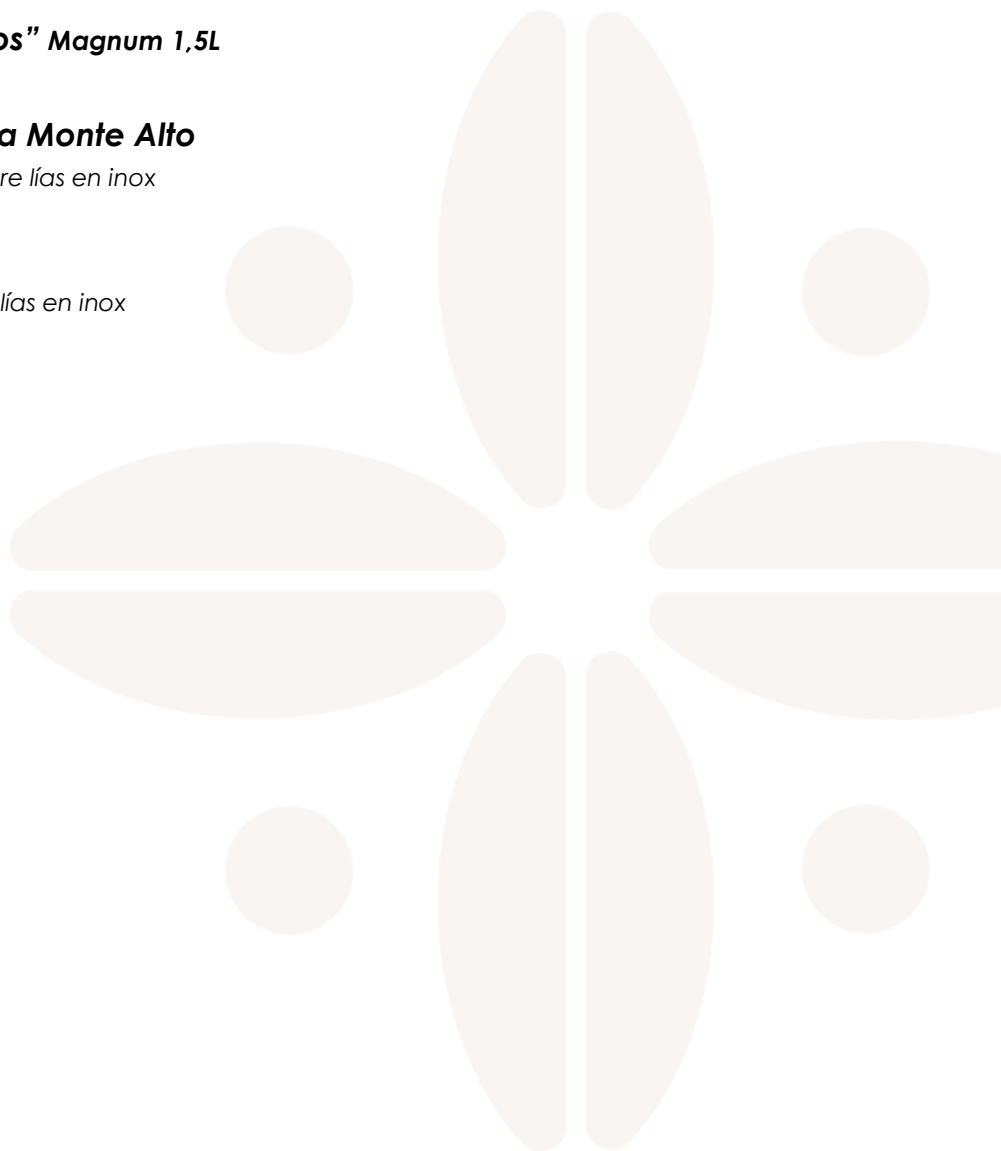 os” Magnum 1,5L
a Monte Alto
re lías en inox
lías en inox